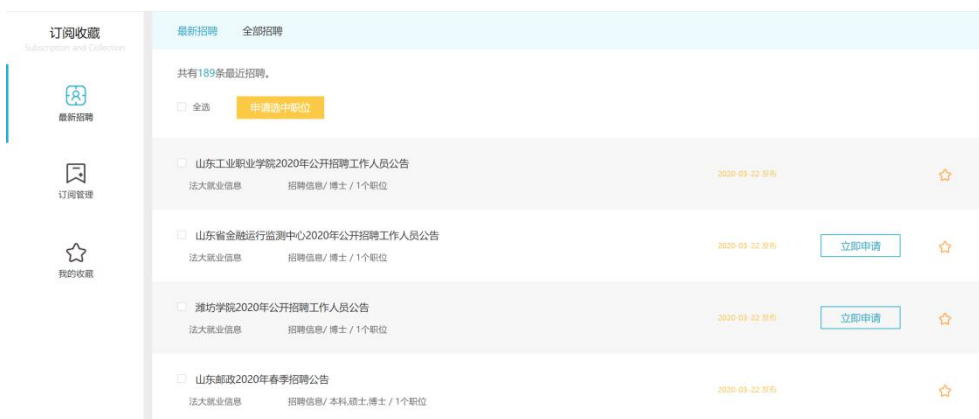 订阅收藏
Subscription and Collection
最新招聘
订阅管理
我的收藏
最新招聘 全部招聘
共有189条最近招聘。
全选 申请选中职位
山东工业职业学院2020年公开招聘工作人员公告
法大就业信息 招聘信息/ 博士 / 1个职位
2020-03-22 发布
山东省金融运行监测中心2020年公开招聘工作人员公告
法大就业信息 招聘信息/ 博士 / 1个职位
2020-03-22 发布 立即申请
潍坊学院2020年公开招聘工作人员公告
法大就业信息 招聘信息/ 博士 / 1个职位
2020-03-22 发布 立即申请
山东邮政2020年春季招聘公告
法大就业信息 招聘信息/ 本科,硕士,博士 / 1个职位
2020-03-22 发布